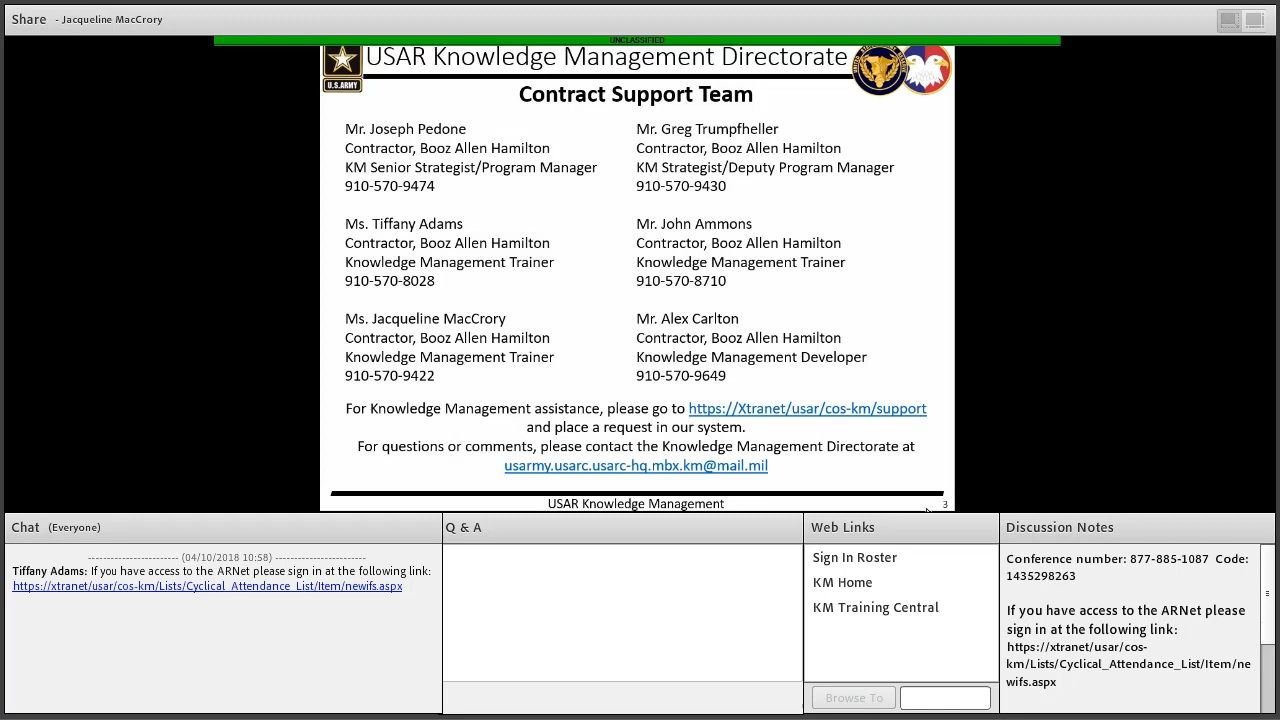 Share - Jacqueline MacCrory
UNCLASSIFIED
USAR Knowledge Management Directorate
U.S.ARMY
Contract Support Team
Mr. Joseph Pedone
Contractor, Booz Allen Hamilton
KM Senior Strategist/Program Manager
910-570-9474
Mr. Greg Trumpfheller
Contractor, Booz Allen Hamilton
KM Strategist/Deputy Program Manager
910-570-9430
Ms. Tiffany Adams
Contractor, Booz Allen Hamilton
Knowledge Management Trainer
910-570-8028
Mr. John Ammons
Contractor, Booz Allen Hamilton
Knowledge Management Trainer
910-570-8710
Ms. Jacqueline MacCrory
Contractor, Booz Allen Hamilton
Knowledge Management Trainer
910-570-9422
Mr. Alex Carlton
Contractor, Booz Allen Hamilton
Knowledge Management Developer
910-570-9649
For Knowledge Management assistance, please go to https://Xtranet/usar/cos-km/support
and place a request in our system.
For questions or comments, please contact the Knowledge Management Directorate at
usarmy.usarc.usarc-hq.mbx.km@mail.mil
USAR Knowledge Management
3
Chat (Everyone)
------------------------ (04/10/2018 10:58) ------------------------
Tiffany Adams: If you have access to the ARNet please sign in at the following link:
https://xtranet/usar/cos-km/Lists/Cyclical_Attendance_List/Item/newifs.aspx
Q & A
Web Links
Sign In Roster
KM Home
KM Training Central
Browse To
Discussion Notes
Conference number: 877-885-1087 Code:
1435298263
If you have access to the ARNet please
sign in at the following link:
https://xtranet/usar/cos-
km/Lists/Cyclical_Attendance_List/Item/ne
wifs.aspx